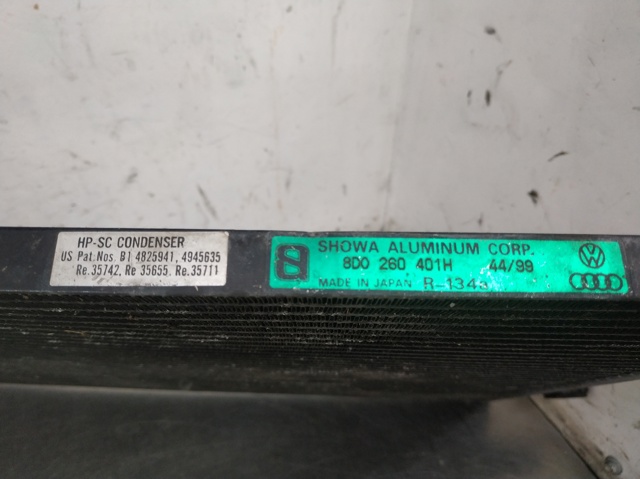 HP-SC CONDENSER
US Pat.Nos. B1 4825941, 4945635
Re.35742, Re 35655, Re.35711
SHOWA ALUMINUM CORP.
8D0 260 401H 44/99
MADE IN JAPAN R-134a